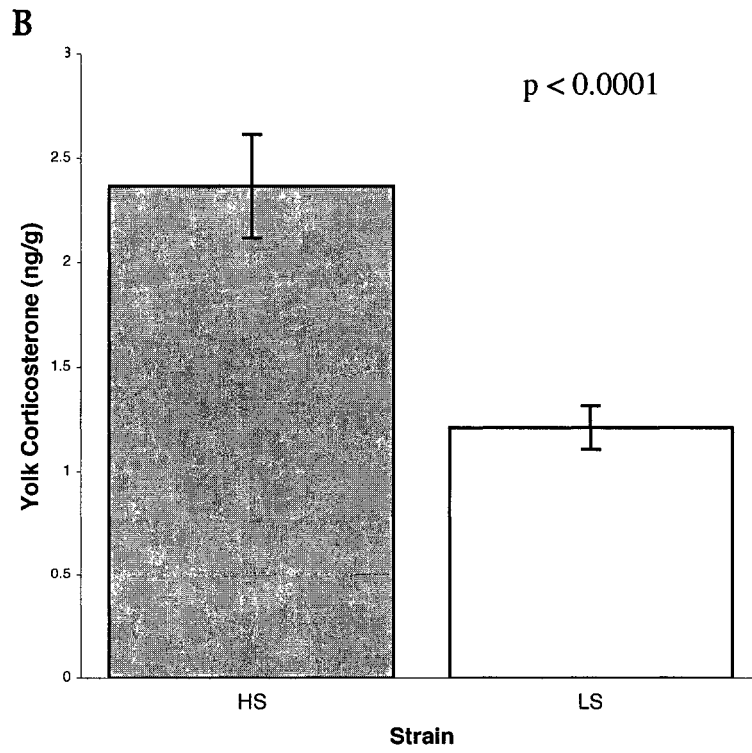 B
p < 0.0001
3
2.5
2
1.5
1
0.5
0
Yolk Corticosterone (ng/g)
HS
LS
Strain